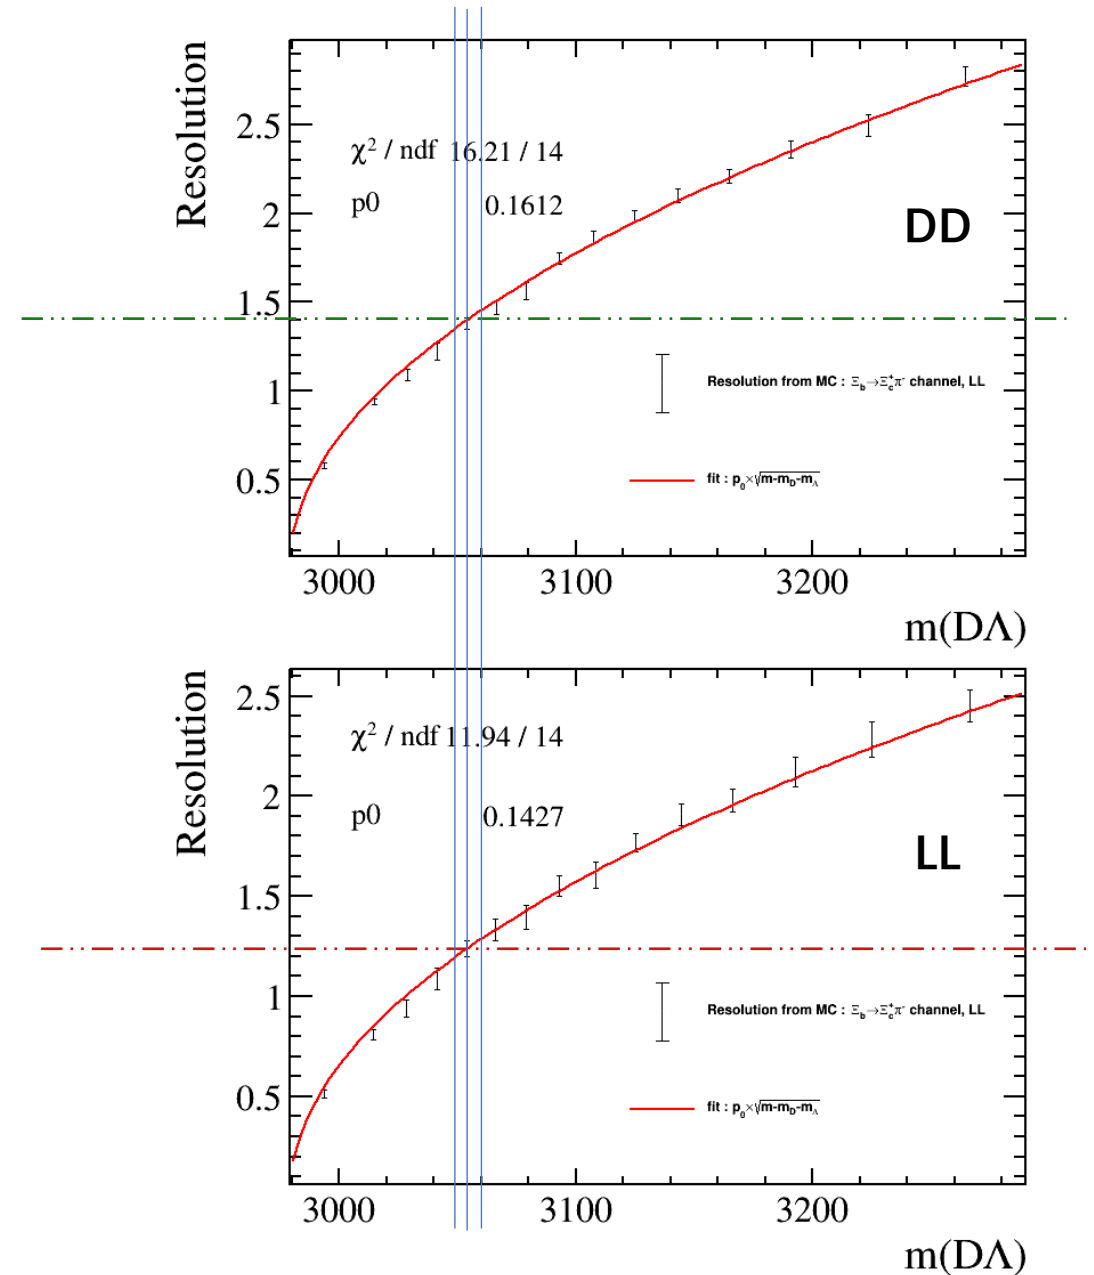 Resolution
2.5
χ² / ndf 16.21 / 14
p0 0.1612
2
DD
1.5
1
Resolution from MC : Ξb→Ξc⁺π⁻ channel, LL
0.5
fit : p₀×√m-mD-mΛ
3000 3100 3200
m(DΛ)
Resolution
2.5
χ² / ndf 11.94 / 14
2
p0 0.1427
LL
1.5
1
Resolution from MC : Ξb→Ξc⁺π⁻ channel, LL
0.5
fit : p₀×√m-mD-mΛ
3000 3100 3200
m(DΛ)